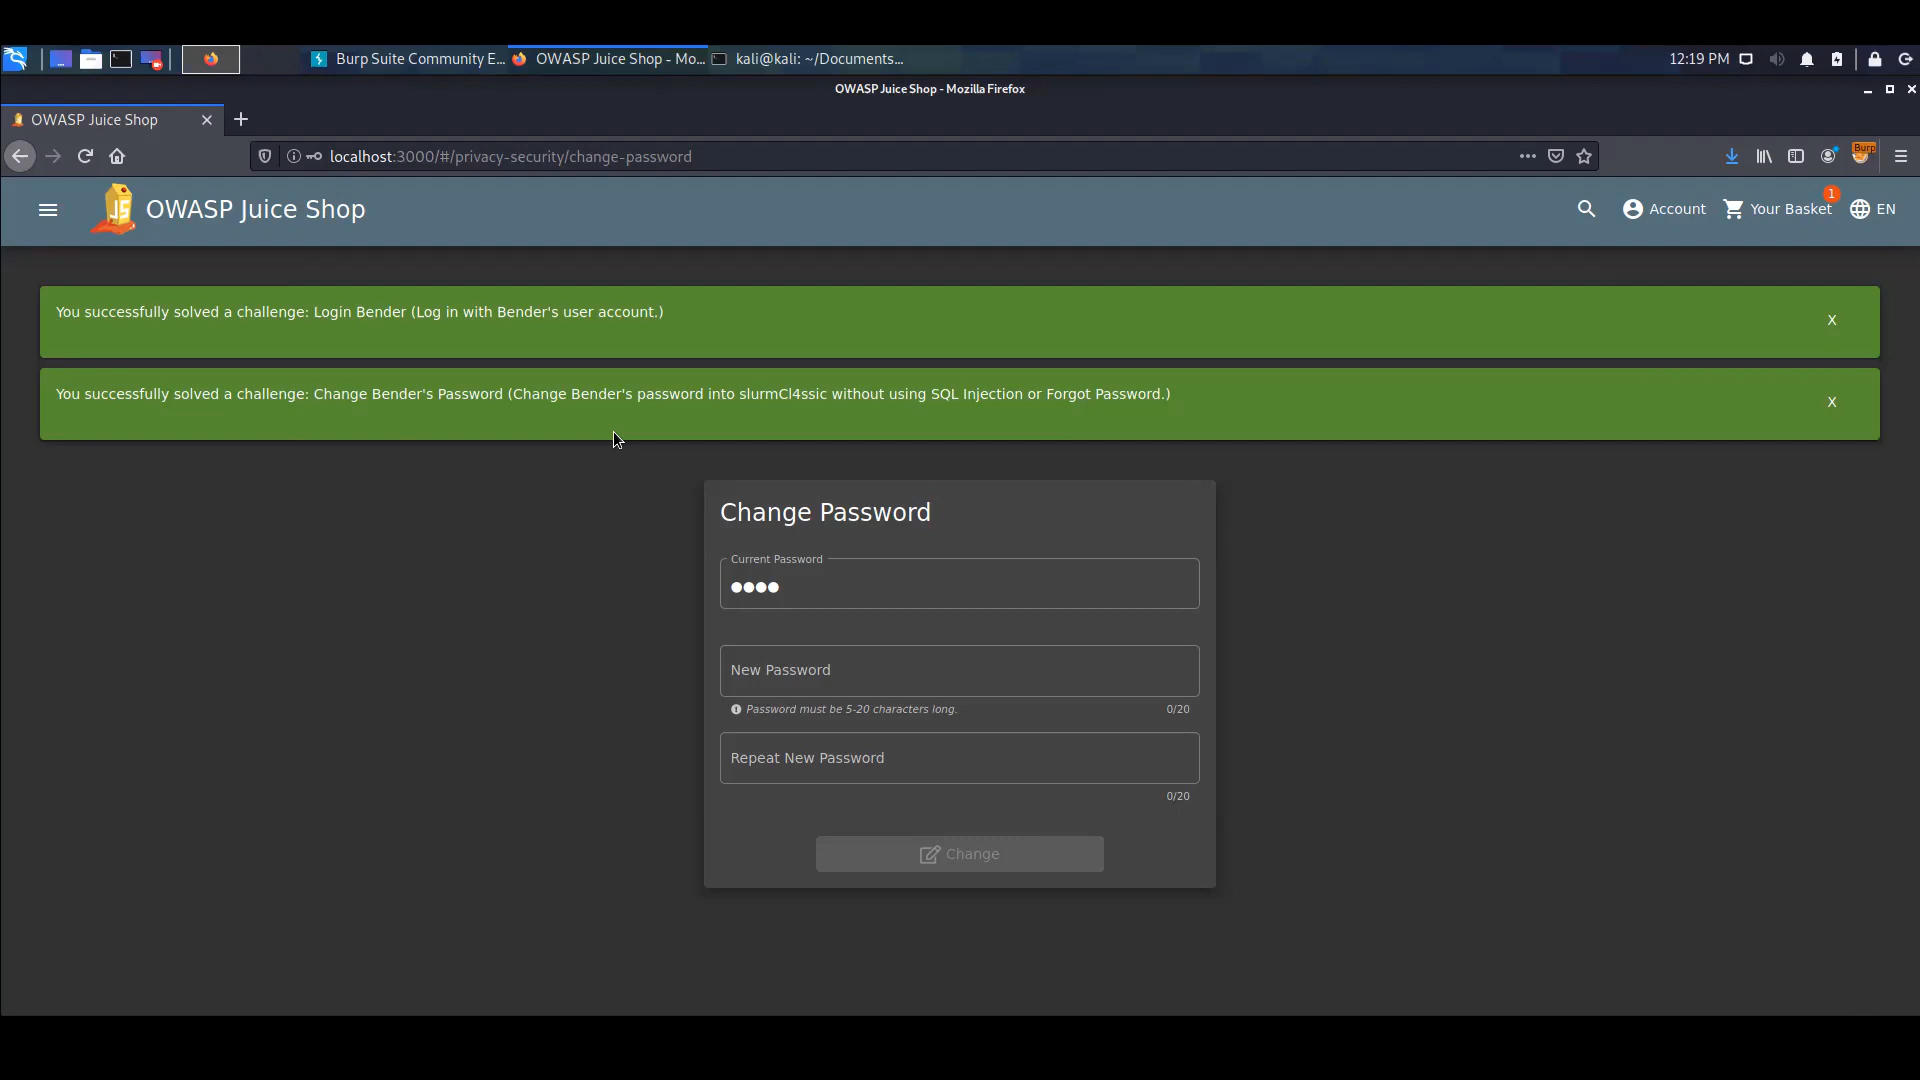 Burp Suite Community E...
OWASP Juice Shop - Mo...
kali@kali: ~/Documents...
12:19 PM
OWASP Juice Shop - Mozilla Firefox
OWASP Juice Shop
localhost:3000/#/privacy-security/change-password
Burp
OWASP Juice Shop
Account
Your Basket
1
EN
You successfully solved a challenge: Login Bender (Log in with Bender's user account.)
X
You successfully solved a challenge: Change Bender's Password (Change Bender's password into slurmCl4ssic without using SQL Injection or Forgot Password.)
X
Change Password
Current Password
New Password
Password must be 5-20 characters long.
0/20
Repeat New Password
0/20
Change